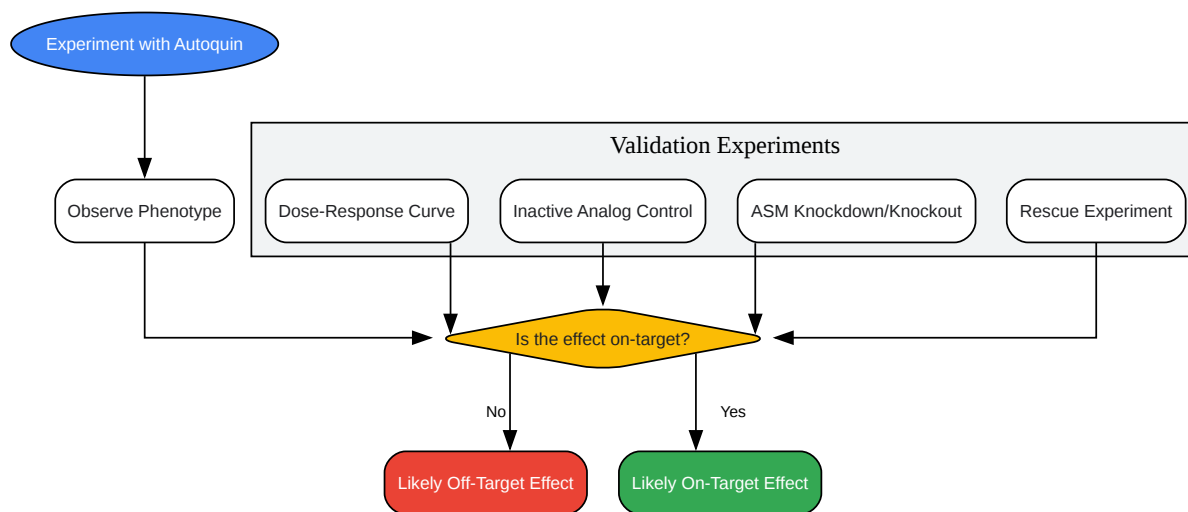 Experiment with Autoquin
Validation Experiments
Observe Phenotype
Dose-Response Curve
Inactive Analog Control
ASM Knockdown/Knockout
Rescue Experiment
Is the effect on-target?
No
Yes
Likely Off-Target Effect
Likely On-Target Effect